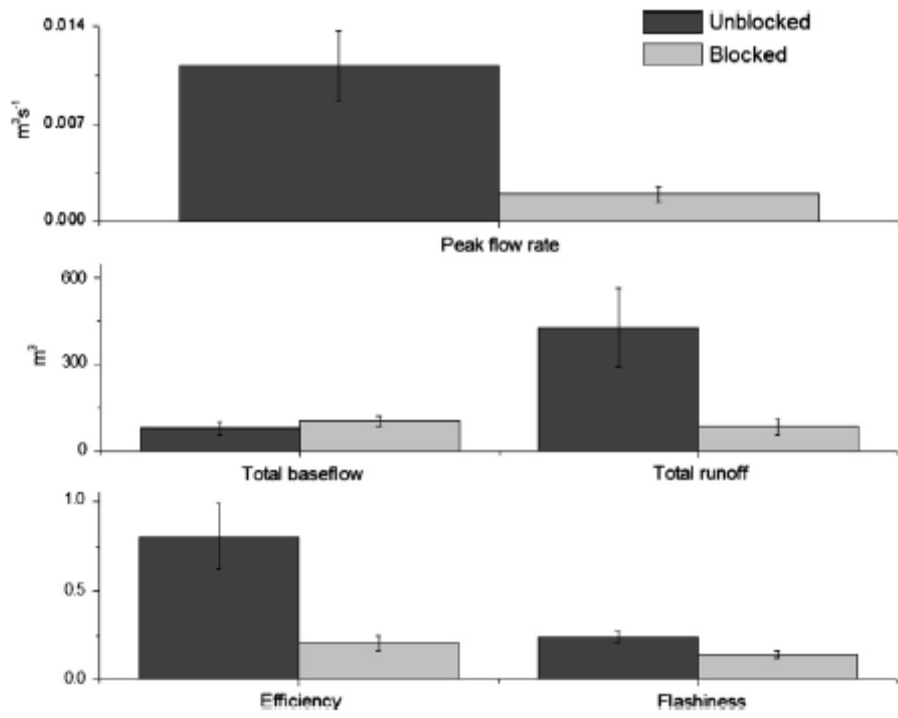 0.014
Unblocked
Blocked
0.007
m³s⁻¹
0.000
Peak flow rate
600
300
m³
0
Total baseflow
Total runoff
1.0
0.5
0.0
Efficiency
Flashiness